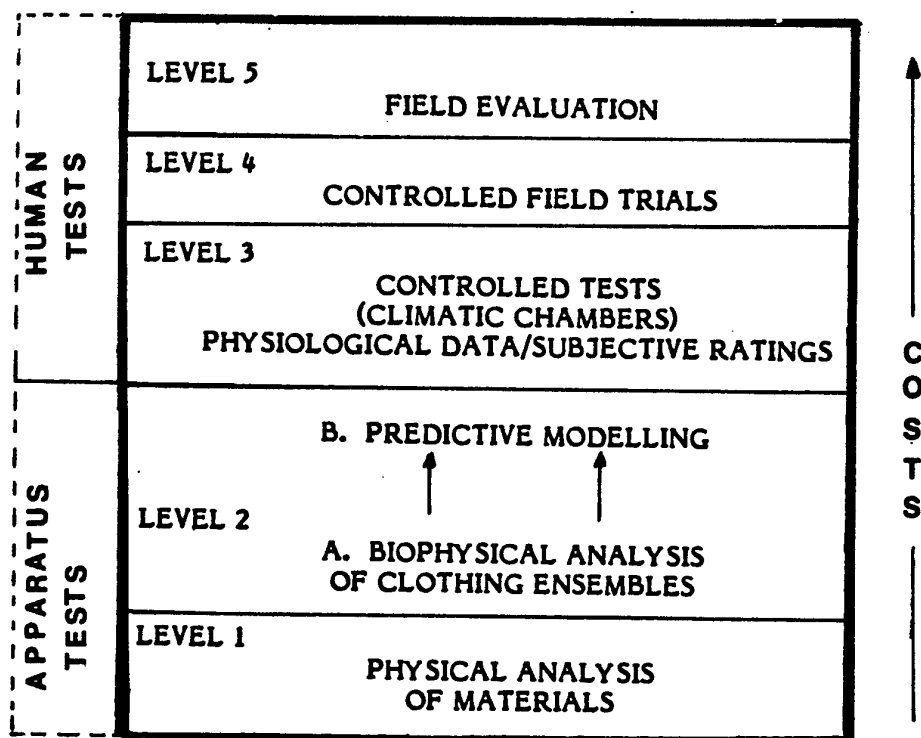 HUMAN
TESTS
LEVEL 5
FIELD EVALUATION
LEVEL 4
CONTROLLED FIELD TRIALS
LEVEL 3
CONTROLLED TESTS
(CLIMATIC CHAMBERS)
PHYSIOLOGICAL DATA/SUBJECTIVE RATINGS
APPARATUS
TESTS
B. PREDICTIVE MODELLING
LEVEL 2
A. BIOPHYSICAL ANALYSIS
OF CLOTHING ENSEMBLES
LEVEL 1
PHYSICAL ANALYSIS
OF MATERIALS
COSTS